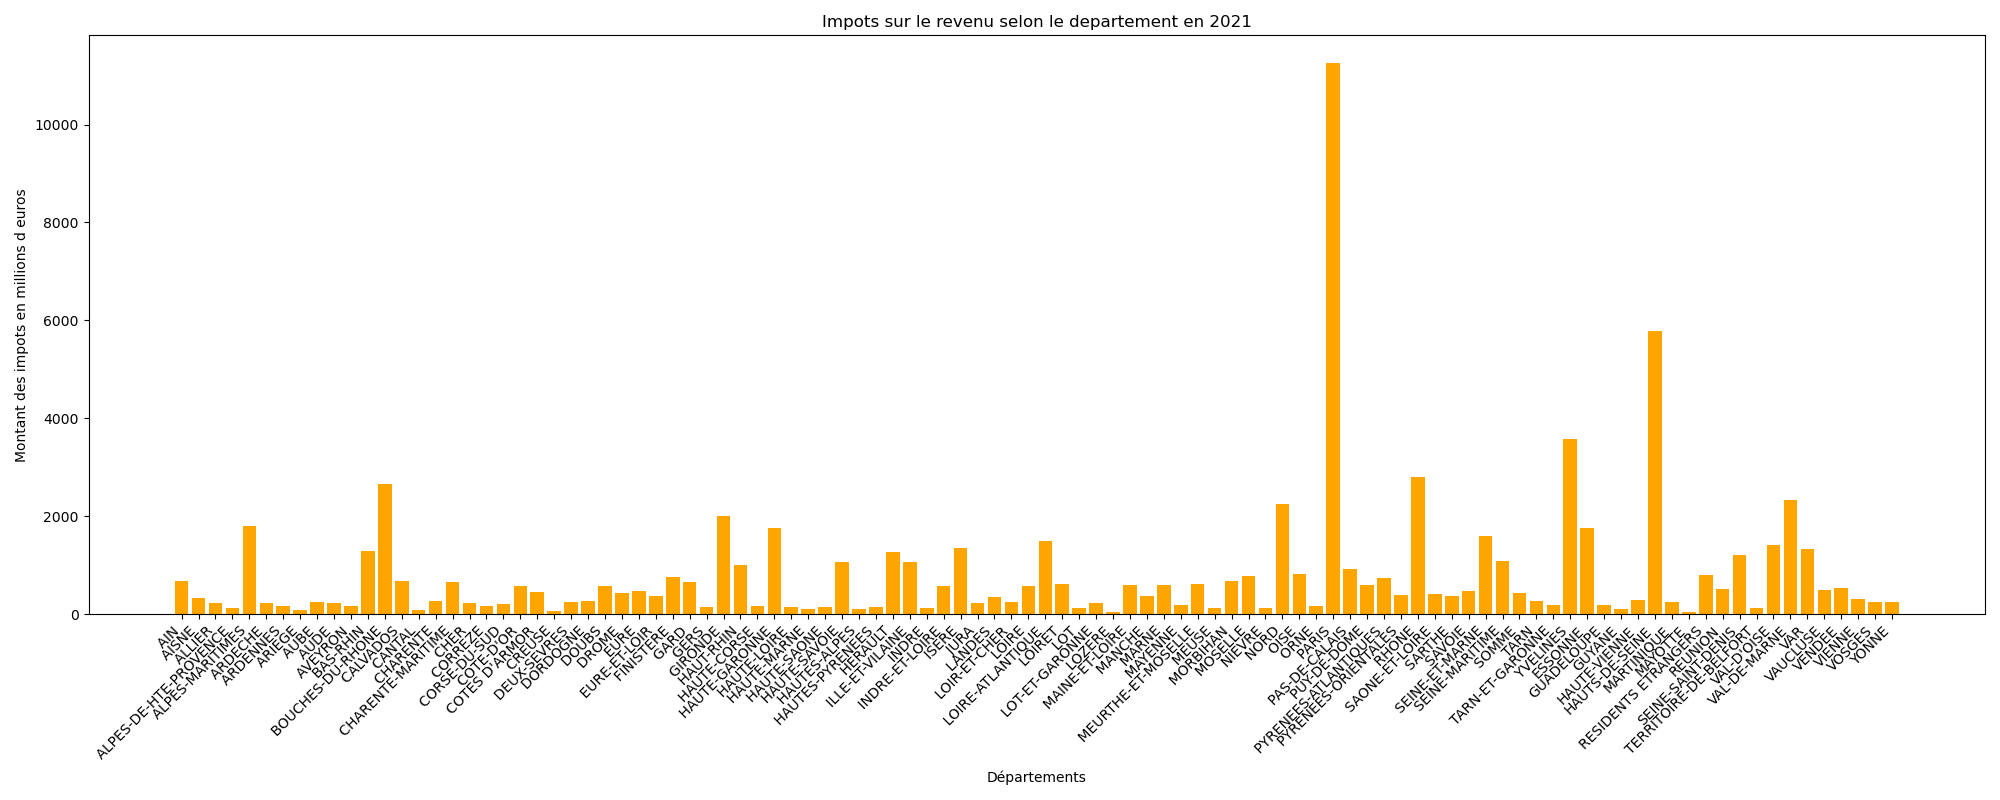 Impots sur le revenu selon le departement en 2021
Montant des impots en millions d euros
10000
8000
6000
4000
2000
0
AIN
AISNE
ALLIER
ALPES-DE-HTE-PROVENCE
ALPES-MARITIMES
ARDECHE
ARDENNES
ARIEGE
AUBE
AUDE
AVEYRON
BAS-RHIN
BOUCHES-DU-RHONE
CALVADOS
CANTAL
CHARENTE
CHARENTE-MARITIME
CHER
CORREZE
CORSE-DU-SUD
COTE-D'OR
COTES D'ARMOR
CREUSE
DEUX-SEVRES
DORDOGNE
DOUBS
DROME
EURE
EURE-ET-LOIR
FINISTERE
GARD
GERS
GIRONDE
HAUT-RHIN
HAUTE-CORSE
HAUTE-GARONNE
HAUTE-LOIRE
HAUTE-MARNE
HAUTE-SAONE
HAUTE-SAVOIE
HAUTES-ALPES
HAUTES-PYRENEES
HERAULT
ILLE-ET-VILAINE
INDRE
INDRE-ET-LOIRE
ISERE
JURA
LANDES
LOIR-ET-CHER
LOIRE
LOIRE-ATLANTIQUE
LOIRET
LOT
LOT-ET-GARONNE
LOZERE
MAINE-ET-LOIRE
MANCHE
MARNE
MAYENNE
MEURTHE-ET-MOSELLE
MEUSE
MORBIHAN
MOSELLE
NIEVRE
NORD
OISE
ORNE
PARIS
PAS-DE-CALAIS
PUY-DE-DOME
PYRENEES-ATLANTIQUES
PYRENEES-ORIENTALES
RHONE
SAONE-ET-LOIRE
SARTHE
SAVOIE
SEINE-ET-MARNE
SEINE-MARITIME
SOMME
TARN
TARN-ET-GARONNE
YVELINES
ESSONNE
GUADELOUPE
GUYANE
HAUTE-VIENNE
HAUTS-DE-SEINE
MARTINIQUE
MAYOTTE
RESIDENTS ETRANGERS
REUNION
SEINE-SAINT-DENIS
TERRITOIRE-DE-BELFORT
VAL-D'OISE
VAL-DE-MARNE
VAR
VAUCLUSE
VENDEE
VIENNE
VOSGES
YONNE
Départements